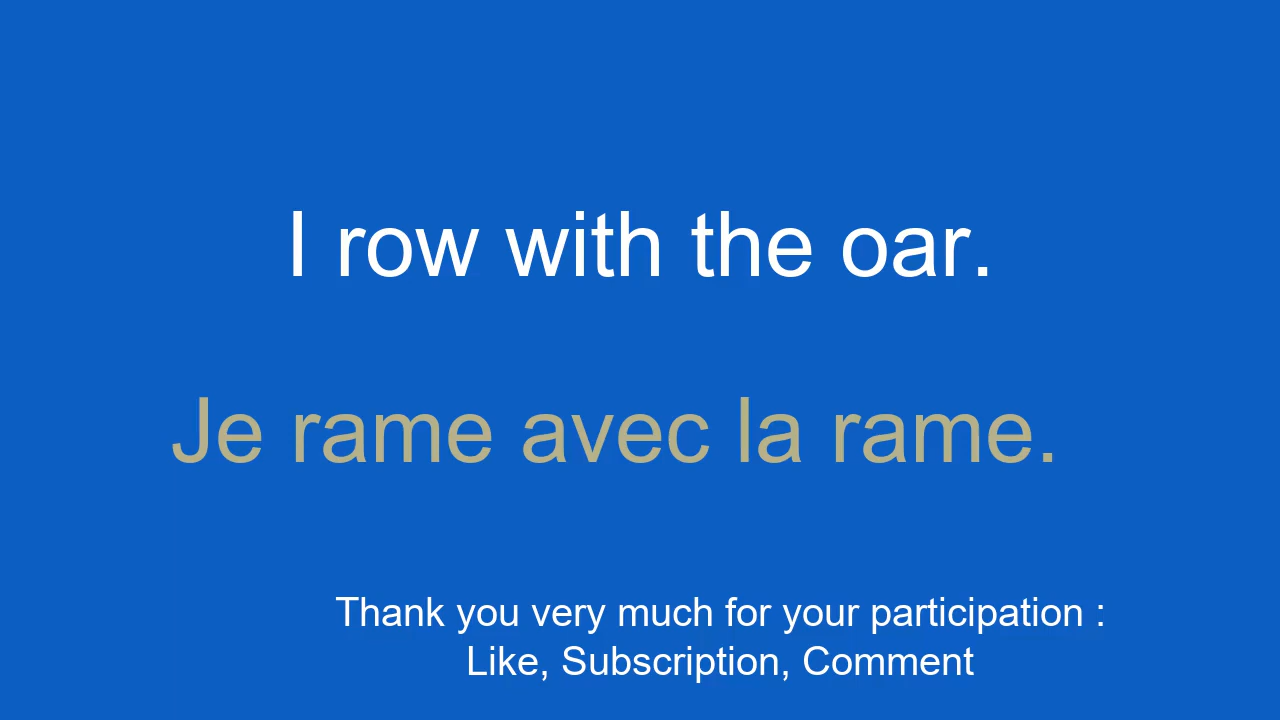 I row with the oar.
Je rame avec la rame.
Thank you very much for your participation :
Like, Subscription, Comment